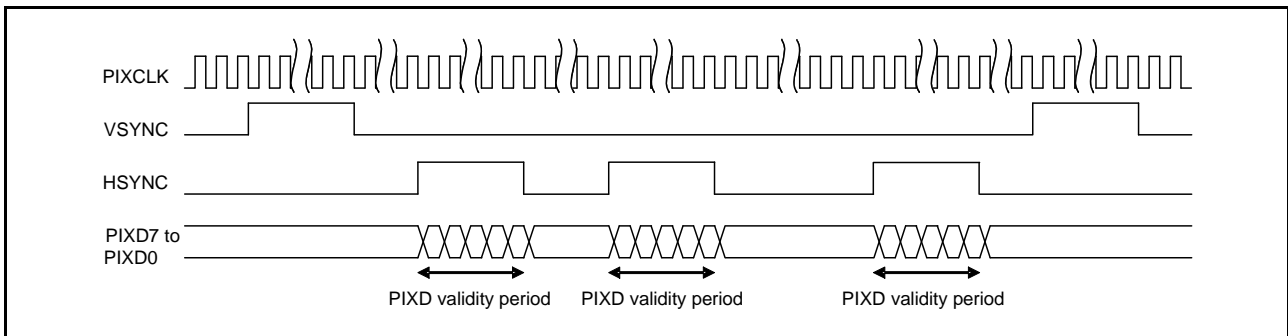 PIXCLK
VSYNC
HSYNC
PIXD7 to
PIXD0
PIXD validity period
PIXD validity period
PIXD validity period